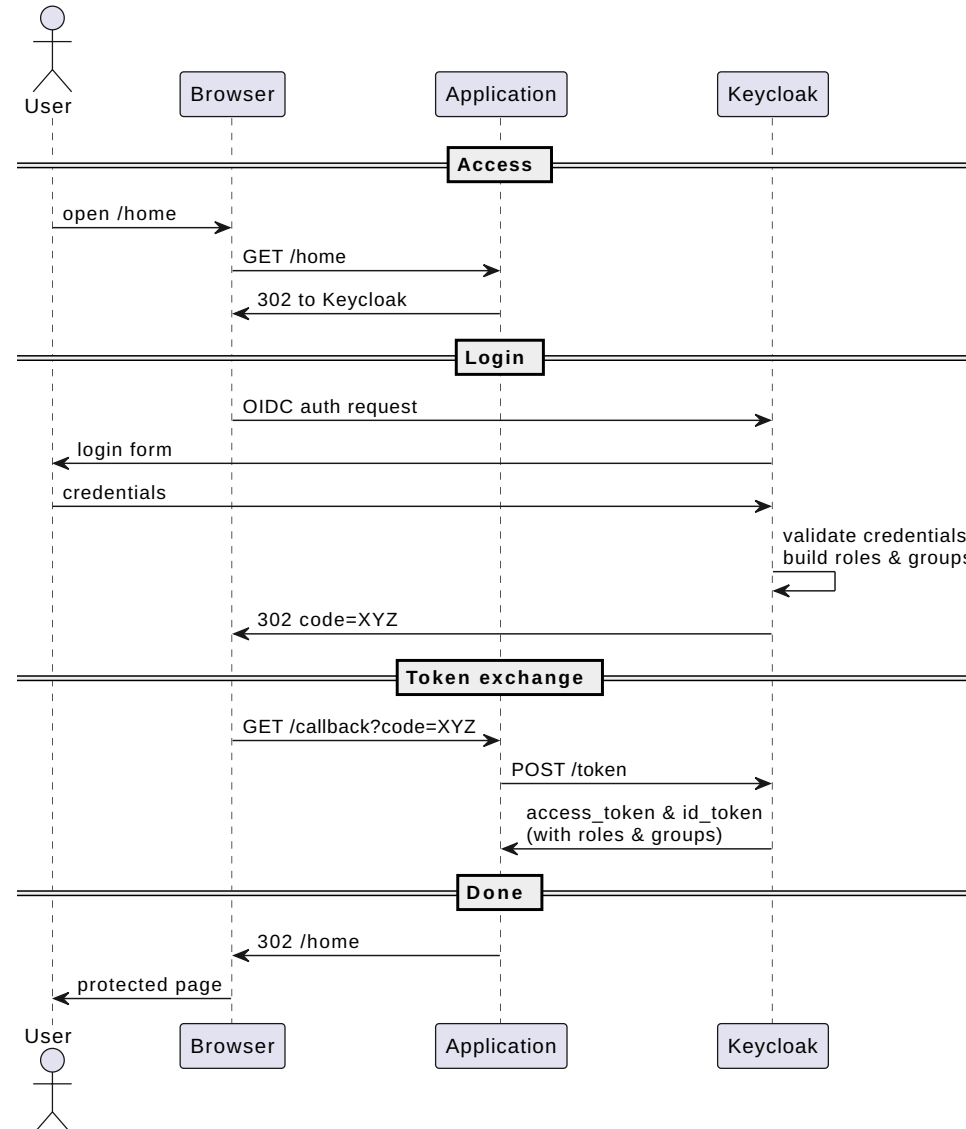 User
Browser
Application
Keycloak
Access
open /home
GET /home
302 to Keycloak
Login
OIDC auth request
login form
credentials
validate credentials
build roles & groups
302 code=XYZ
Token exchange
GET /callback?code=XYZ
POST /token
access_token & id_token
(with roles & groups)
Done
302 /home
protected page
User
Browser
Application
Keycloak